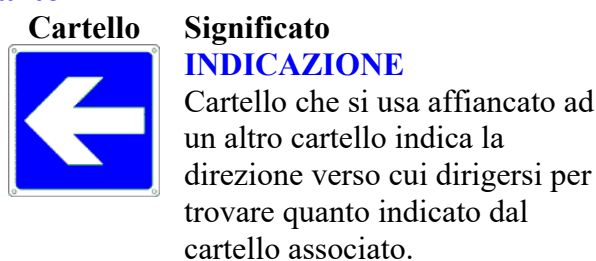 Cartello Significato
INDICAZIONE
Cartello che si usa affiancato ad
un altro cartello indica la
direzione verso cui dirigersi per
trovare quanto indicato dal
cartello associato.